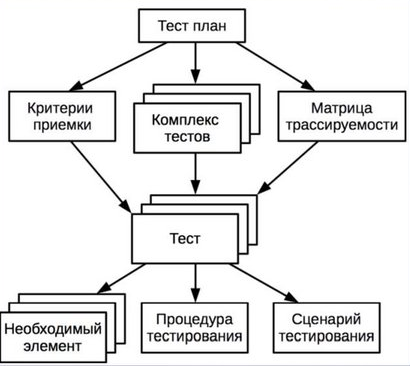 Тест план
Критерии
приемки
Комплекс
тестов
Матрица
трассируемости
Тест
Необходимый
элемент
Процедура
тестирования
Сценарий
тестирования